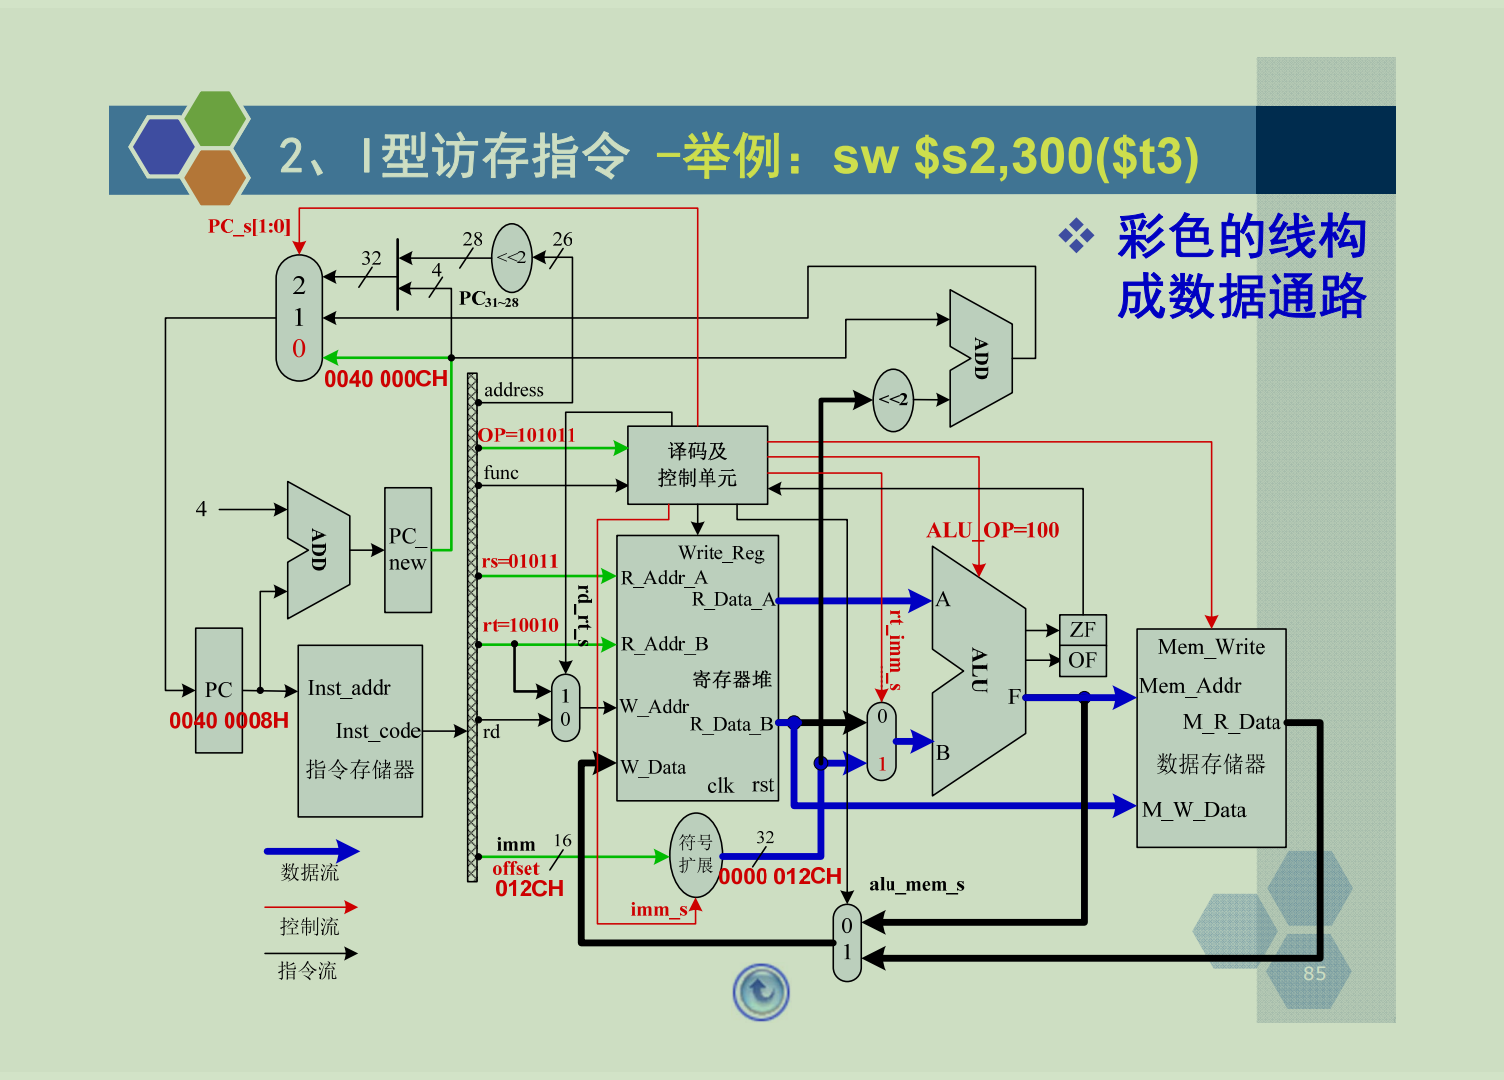 2、I型访存指令 -举例：sw $s2,300($t3)
❖ 彩色的线构
成数据通路
PC_s[1:0]
32
28
<<2
26
4
PC31~28
2
1
0
0040 000CH
address
OP=101011
func
译码及
控制单元
ADD
<<2
4
ADD
PC_
new
rs=01011
rt=10010
rd_rt_s
Write_Reg
R_Addr_A
R_Data_A
R_Addr_B
寄存器堆
W_Addr
R_Data_B
W_Data
clk rst
1
0
rd
PC
0040 0008H
Inst_addr
Inst_code
指令存储器
ALU_OP=100
rt_imm_s
A
ALU
F
B
0
1
ZF
OF
Mem_Write
Mem_Addr
M_R_Data
数据存储器
M_W_Data
imm
16
offset
012CH
符号
扩展
32
0000 012CH
imm_s
alu_mem_s
0
1
数据流
控制流
指令流
85